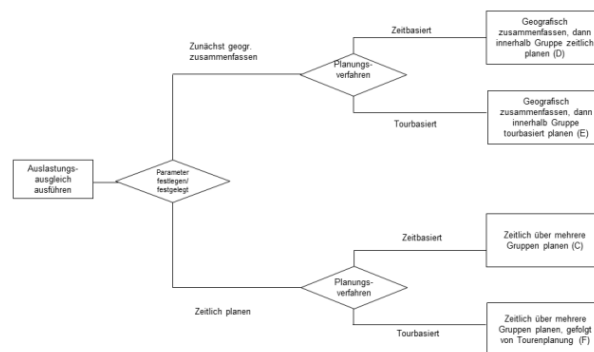 Geografisch
zusammenfassen, dann
innerhalb Gruppe zeitlich
planen (D)
Zeitbasiert
Zunächst geogr.
zusammenfassen
Planungs-
verfahren
Geografisch
zusammenfassen, dann
innerhalb Gruppe
tourbasiert planen (E)
Tourbasiert
Auslastungs-
ausgleich
ausführen
Parameter
festlegen/
festgelegt
Zeitlich über mehrere
Gruppen planen (C)
Zeitbasiert
Planungs-
verfahren
Zeitlich planen
Tourbasiert
Zeitlich über mehrere
Gruppen planen, gefolgt
von Tourenplanung (F)